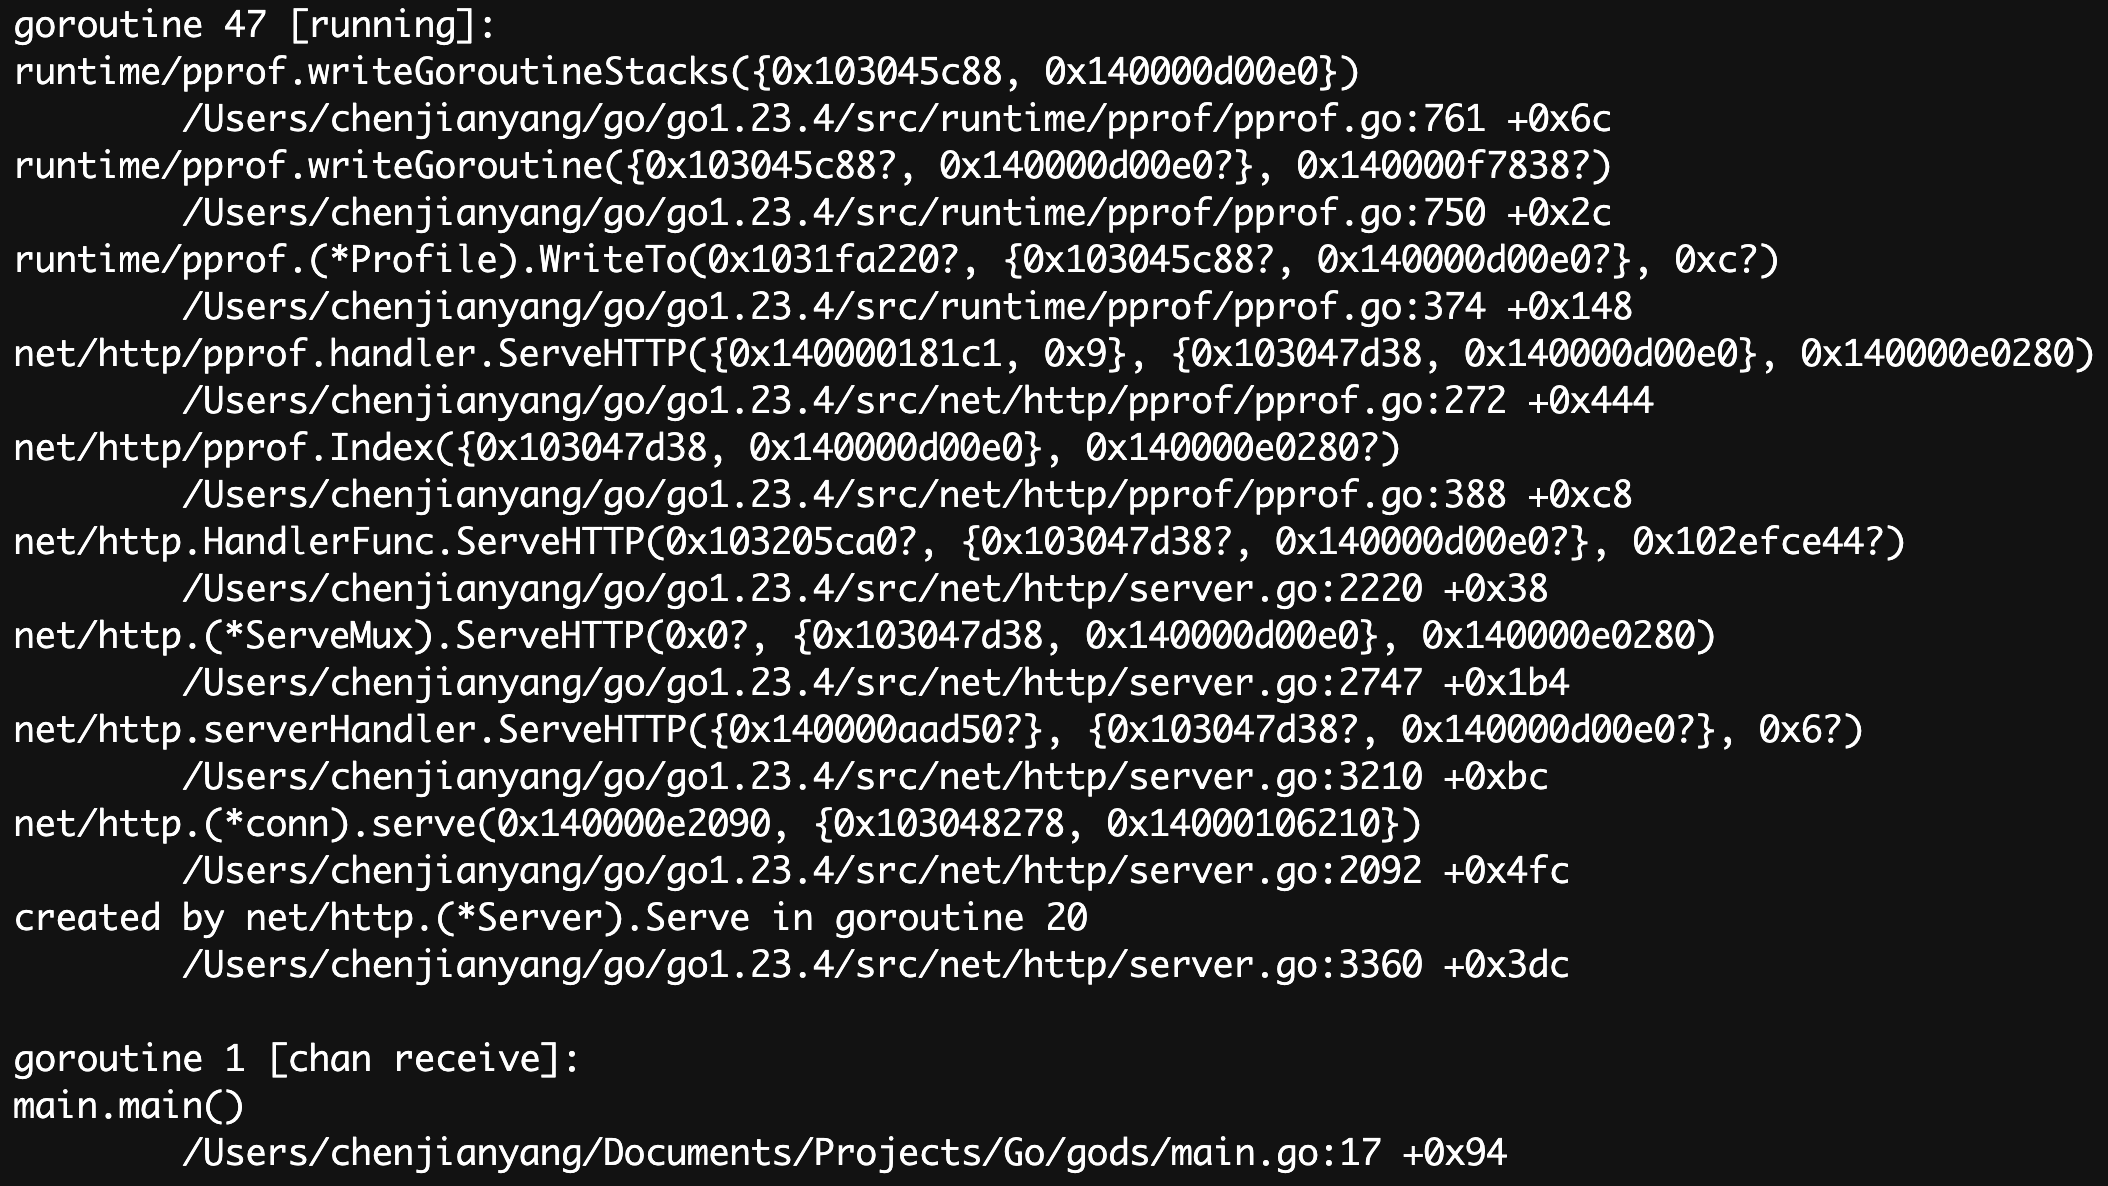 goroutine 47 [running]:
runtime/pprof.writeGoroutineStacks({0x103045c88, 0x140000d00e0})
	/Users/chenjianyang/go/go1.23.4/src/runtime/pprof/pprof.go:761 +0x6c
runtime/pprof.writeGoroutine({0x103045c88?, 0x140000d00e0?}, 0x140000f7838?)
	/Users/chenjianyang/go/go1.23.4/src/runtime/pprof/pprof.go:750 +0x2c
runtime/pprof.(*Profile).WriteTo(0x1031fa220?, {0x103045c88?, 0x140000d00e0?}, 0xc?)
	/Users/chenjianyang/go/go1.23.4/src/runtime/pprof/pprof.go:374 +0x148
net/http/pprof.handler.ServeHTTP({0x140000181c1, 0x9}, {0x103047d38, 0x140000d00e0}, 0x140000e0280)
	/Users/chenjianyang/go/go1.23.4/src/net/http/pprof/pprof.go:272 +0x444
net/http/pprof.Index({0x103047d38, 0x140000d00e0}, 0x140000e0280?)
	/Users/chenjianyang/go/go1.23.4/src/net/http/pprof/pprof.go:388 +0xc8
net/http.HandlerFunc.ServeHTTP(0x103205ca0?, {0x103047d38?, 0x140000d00e0?}, 0x102efce44?)
	/Users/chenjianyang/go/go1.23.4/src/net/http/server.go:2220 +0x38
net/http.(*ServeMux).ServeHTTP(0x0?, {0x103047d38, 0x140000d00e0}, 0x140000e0280)
	/Users/chenjianyang/go/go1.23.4/src/net/http/server.go:2747 +0x1b4
net/http.serverHandler.ServeHTTP({0x140000aad50?}, {0x103047d38?, 0x140000d00e0?}, 0x6?)
	/Users/chenjianyang/go/go1.23.4/src/net/http/server.go:3210 +0xbc
net/http.(*conn).serve(0x140000e2090, {0x103048278, 0x14000106210})
	/Users/chenjianyang/go/go1.23.4/src/net/http/server.go:2092 +0x4fc
created by net/http.(*Server).Serve in goroutine 20
	/Users/chenjianyang/go/go1.23.4/src/net/http/server.go:3360 +0x3dc

goroutine 1 [chan receive]:
main.main()
	/Users/chenjianyang/Documents/Projects/Go/gods/main.go:17 +0x94